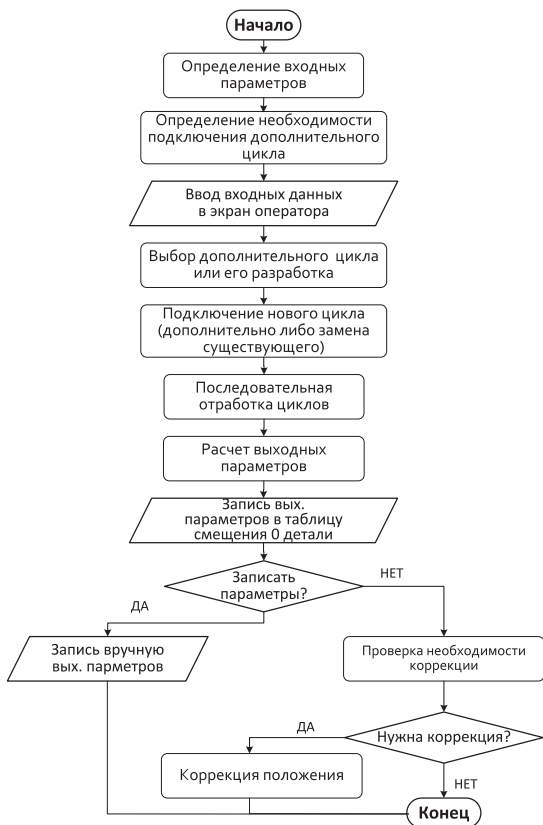 Начало
Определение входных
параметров
Определение необходимости
подключения дополнительного
цикла
Ввод входных данных
в экран оператора
Выбор дополнительного цикла
или его разработка
Подключение нового цикла
(дополнительно либо замена
существующего)
Последовательная
отработка циклов
Расчет выходных
параметров
Запись вых.
параметров в таблицу
смещения 0 детали
Записать
параметры?
НЕТ
ДА
Запись вручную
вых. парметров
Проверка необходимости
коррекции
ДА
Нужна коррекция?
Коррекция положения
НЕТ
Конец